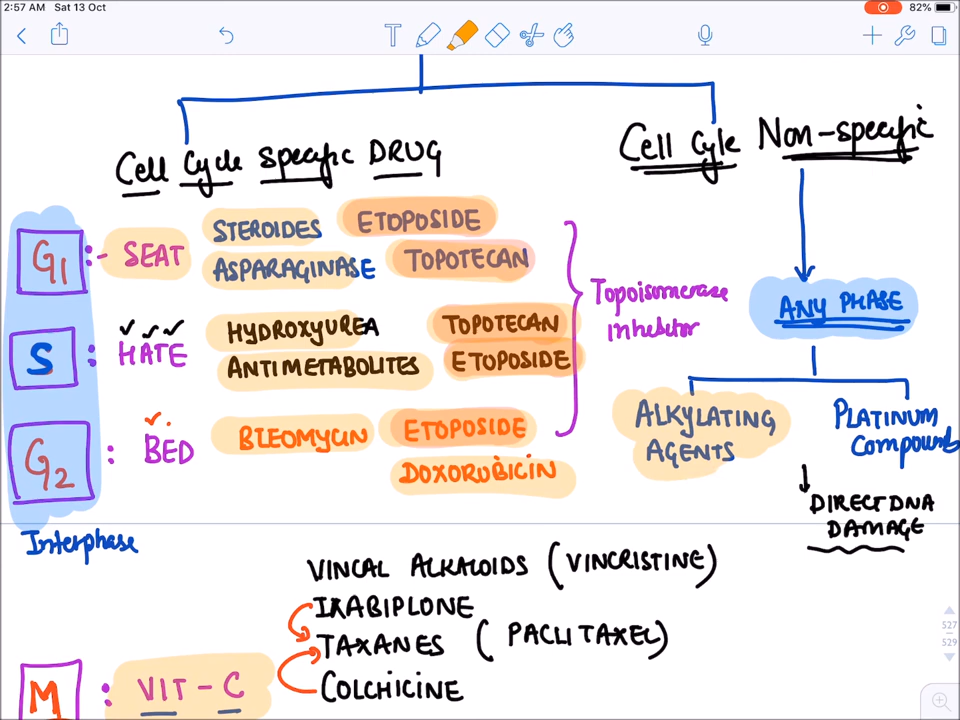 2:57 AM Sat 13 Oct
82%
Cell Cycle Specific DRUG
Cell Cyle Non-specific
G1 :- SEAT
STEROIDES ETOPOSIDE
ASPARAGINASE TOPOTECAN
S : HATE
HYDROXYUREA TOPOTECAN
ANTIMETABOLITES ETOPOSIDE
G2 : BED
BLEOMYCIN ETOPOSIDE
DOXORUBICIN
Interphase
Topoisomerase
Inhibitor
ANY PHASE
ALKYLATING
AGENTS
PLATINUM
Compounds
DIRECT DNA
DAMAGE
VINCAL ALKALOIDS (VINCRISTINE)
IXABIPLONE
TAXANES (PACLITAXEL)
COLCHICINE
M : VIT - C
527
529